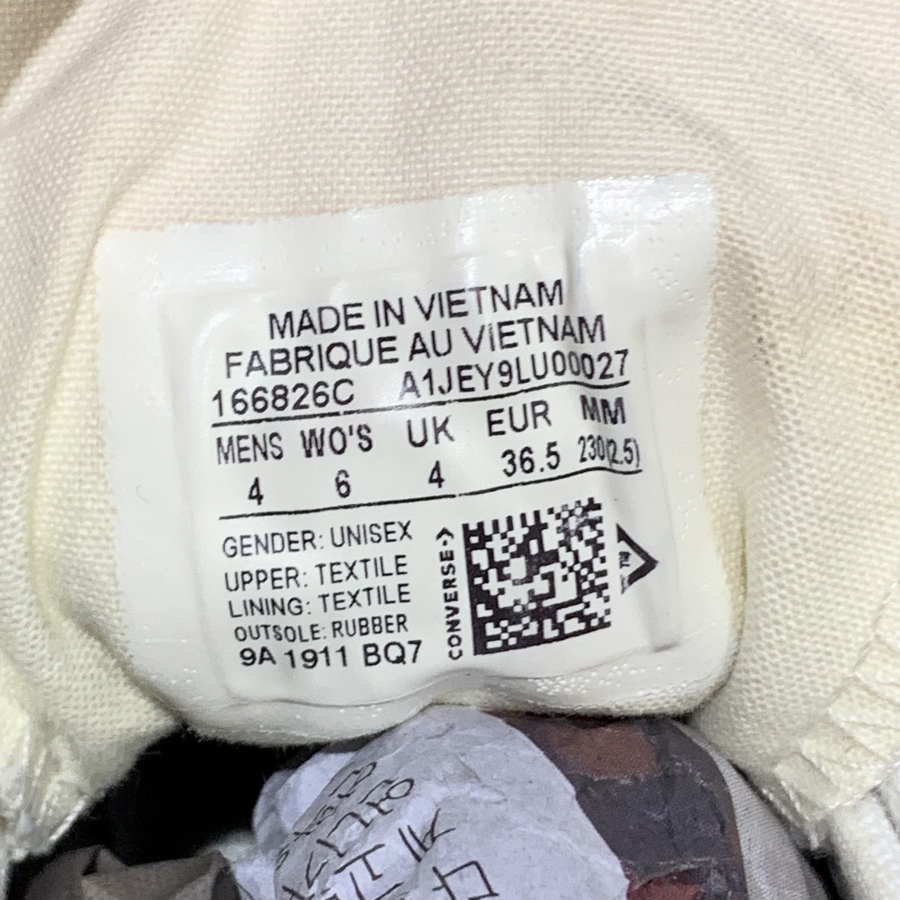 MADE IN VIETNAM
FABRIQUE AU VIETNAM
166826C A1JEY9LU00027
MENS WO'S UK EUR MM
4 6 4 36.5 230(2.5)
GENDER: UNISEX
UPPER: TEXTILE
LINING: TEXTILE
OUTSOLE: RUBBER
9A 1911 BQ7
CONVERSE
TM